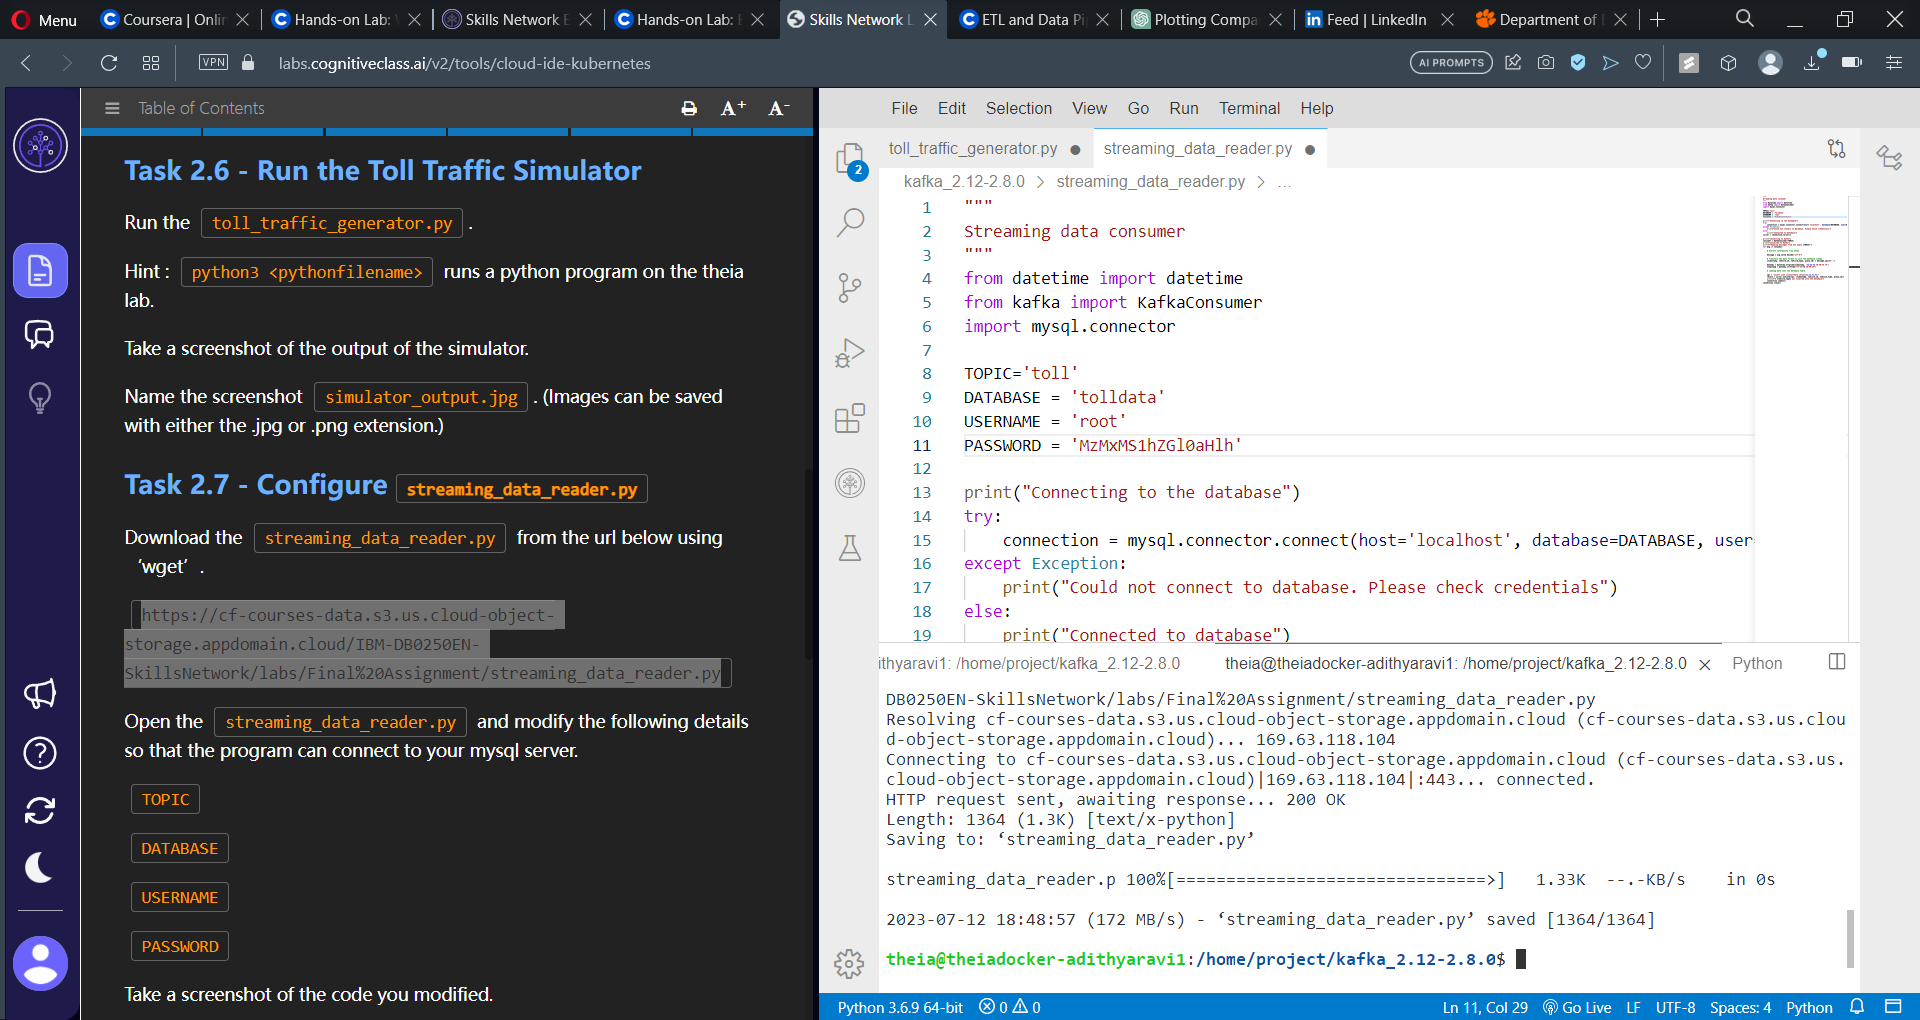 Menu
Coursera | Onlin
Hands-on Lab: V
Skills Network E
Hands-on Lab: E
Skills Network L
ETL and Data Pip
Plotting Compa
Feed | LinkedIn
Department of
VPN
labs.cognitiveclass.ai/v2/tools/cloud-ide-kubernetes
AI PROMPTS
Table of Contents
A+ A-
Task 2.6 - Run the Toll Traffic Simulator
Run the toll_traffic_generator.py .
Hint : python3 <pythonfilename> runs a python program on the theia
lab.
Take a screenshot of the output of the simulator.
Name the screenshot simulator_output.jpg . (Images can be saved
with either the .jpg or .png extension.)
Task 2.7 - Configure streaming_data_reader.py
Download the streaming_data_reader.py from the url below using
‘wget’ .
https://cf-courses-data.s3.us.cloud-object-
storage.appdomain.cloud/IBM-DB0250EN-
SkillsNetwork/labs/Final%20Assignment/streaming_data_reader.py
Open the streaming_data_reader.py and modify the following details
so that the program can connect to your mysql server.
TOPIC
DATABASE
USERNAME
PASSWORD
Take a screenshot of the code you modified.
File Edit Selection View Go Run Terminal Help
2
toll_traffic_generator.py ● streaming_data_reader.py ●
kafka_2.12-2.8.0 > streaming_data_reader.py > ...
1 """
2 Streaming data consumer
3 """
4 from datetime import datetime
5 from kafka import KafkaConsumer
6 import mysql.connector
7
8 TOPIC='toll'
9 DATABASE = 'tolldata'
10 USERNAME = 'root'
11 PASSWORD = 'MzMxMS1hZGl0aHlh'
12
13 print("Connecting to the database")
14 try:
15 connection = mysql.connector.connect(host='localhost', database=DATABASE, user=
16 except Exception:
17 print("Could not connect to database. Please check credentials")
18 else:
19 print("Connected to database")
ithyaravi1: /home/project/kafka_2.12-2.8.0 theia@theiadocker-adithyaravi1: /home/project/kafka_2.12-2.8.0 Python
DB0250EN-SkillsNetwork/labs/Final%20Assignment/streaming_data_reader.py
Resolving cf-courses-data.s3.us.cloud-object-storage.appdomain.cloud (cf-courses-data.s3.us.clou
d-object-storage.appdomain.cloud)... 169.63.118.104
Connecting to cf-courses-data.s3.us.cloud-object-storage.appdomain.cloud (cf-courses-data.s3.us.
cloud-object-storage.appdomain.cloud)|169.63.118.104|:443... connected.
HTTP request sent, awaiting response... 200 OK
Length: 1364 (1.3K) [text/x-python]
Saving to: ‘streaming_data_reader.py’
streaming_data_reader.p 100%[===============================>] 1.33K --.-KB/s in 0s
2023-07-12 18:48:57 (172 MB/s) - ‘streaming_data_reader.py’ saved [1364/1364]
theia@theiadocker-adithyaravi1:/home/project/kafka_2.12-2.8.0$
Python 3.6.9 64-bit 0 0 Ln 11, Col 29 Go Live LF UTF-8 Spaces: 4 Python